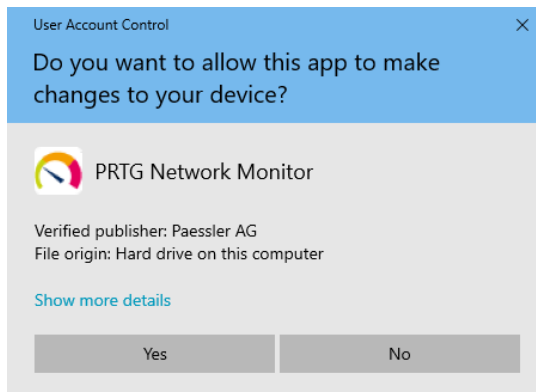 User Account Control
Do you want to allow this app to make
changes to your device?
PRTG Network Monitor
Verified publisher: Paessler AG
File origin: Hard drive on this computer
Show more details
Yes
No